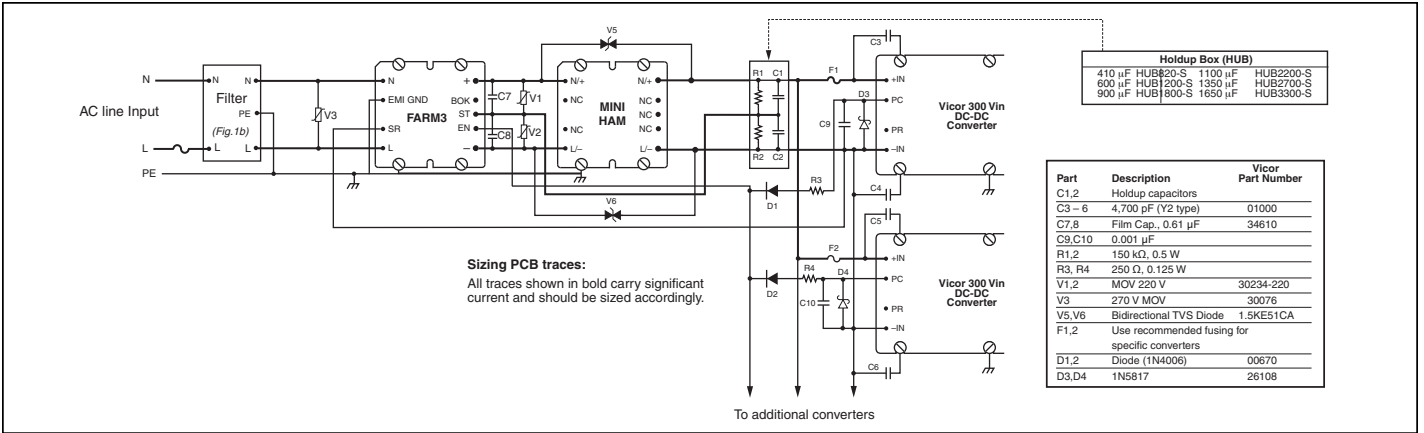 V5
C3
N
N N
Filter
PE
(Fig.1b)
L L
AC line Input
L
PE
V3
N
EMI GND
SR
L
FARM3
+
BOK
ST
EN
–
C7
C8
V1
V2
N/+
NC
NC
L/–
MINI
HAM
N/+
NC
NC
NC
L/–
V6
R1 C1
R2 C2
F1
D3
C9
+IN
PC
PR
–IN
Vicor 300 Vin
DC-DC
Converter
C4
R3
D1
C5
F2
R4
D4
D2
C10
+IN
PC
PR
–IN
Vicor 300 Vin
DC-DC
Converter
C6
To additional converters
Sizing PCB traces:
All traces shown in bold carry significant
current and should be sized accordingly.
Holdup Box (HUB)
410 µF HUB820-S 1100 µF HUB2200-S
600 µF HUB1200-S 1350 µF HUB2700-S
900 µF HUB1800-S 1650 µF HUB3300-S
Part Description Vicor Part Number
C1,2 Holdup capacitors
C3 – 6 4,700 pF (Y2 type) 01000
C7,8 Film Cap., 0.61 µF 34610
C9,C10 0.001 µF
R1,2 150 kΩ, 0.5 W
R3, R4 250 Ω, 0.125 W
V1,2 MOV 220 V 30234-220
V3 270 V MOV 30076
V5,V6 Bidirectional TVS Diode 1.5KE51CA
F1,2 Use recommended fusing for
specific converters
D1,2 Diode (1N4006) 00670
D3,D4 1N5817 26108